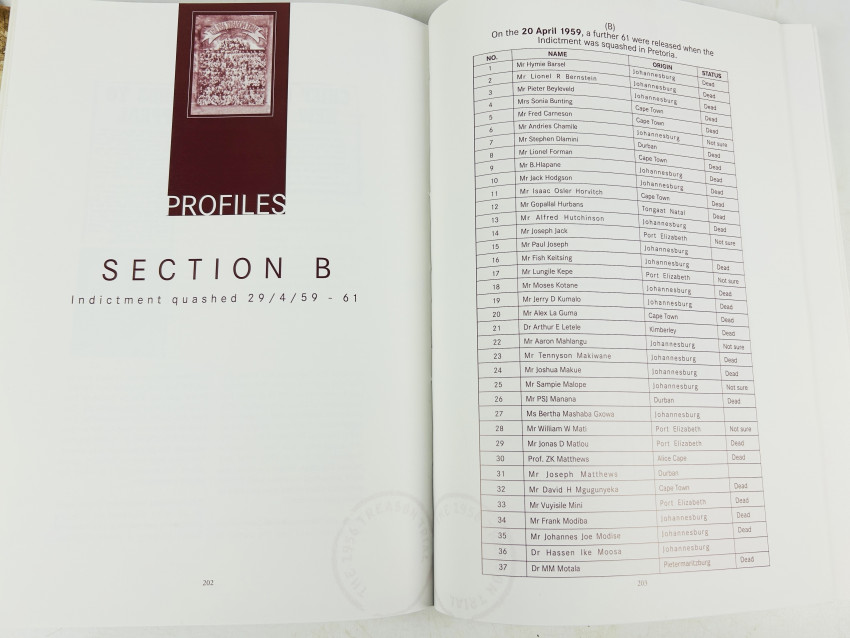 THE 1956 TREASON TRIAL
PROFILES
SECTION B
Indictment quashed 29/4/59 - 61
202
(B)
On the 20 April 1959, a further 61 were released when the
Indictment was squashed in Pretoria.
NO. NAME ORIGIN STATUS
1 Mr Hymie Barsel Johannesburg Dead
2 Mr Lionel R Bernstein Johannesburg Dead
3 Mr Pieter Beyleveld Johannesburg Dead
4 Mrs Sonia Bunting Cape Town Dead
5 Mr Fred Carneson Cape Town Dead
6 Mr Andries Chamile Johannesburg Not sure
7 Mr Stephen Dlamini Durban Dead
8 Mr Lionel Forman Cape Town Dead
9 Mr B.Hlapane Johannesburg Dead
10 Mr Jack Hodgson Johannesburg Dead
11 Mr Isaac Osler Horvitch Cape Town Dead
12 Mr Gopallal Hurbans Tongaat Natal Dead
13 Mr Alfred Hutchinson Johannesburg Dead
14 Mr Joseph Jack Port Elizabeth Not sure
15 Mr Paul Joseph Johannesburg
16 Mr Fish Keitsing Johannesburg Dead
17 Mr Lungile Kepe Port Elizabeth Not sure
18 Mr Moses Kotane Johannesburg Dead
19 Mr Jerry D Kumalo Johannesburg Dead
20 Mr Alex La Guma Cape Town Dead
21 Dr Arthur E Letele Kimberley Dead
22 Mr Aaron Mahlangu Johannesburg Not sure
23 Mr Tennyson Makiwane Johannesburg Dead
24 Mr Joshua Makue Johannesburg Dead
25 Mr Sampie Malope Johannesburg Not sure
26 Mr PSJ Manana Durban Dead
27 Ms Bertha Mashaba Gxowa Johannesburg
28 Mr William W Mati Port Elizabeth Not sure
29 Mr Jonas D Matlou Port Elizabeth Dead
30 Prof. ZK Matthews Alice Cape Dead
31 Mr Joseph Matthews Durban
32 Mr David H Mgugunyeka Cape Town Dead
33 Mr Vuyisile Mini Port Elizabeth Dead
34 Mr Frank Modiba Johannesburg Dead
35 Mr Johannes Joe Modise Johannesburg Dead
36 Dr Hassen Ike Moosa Johannesburg
37 Dr MM Motala Pietermaritzburg Dead
203